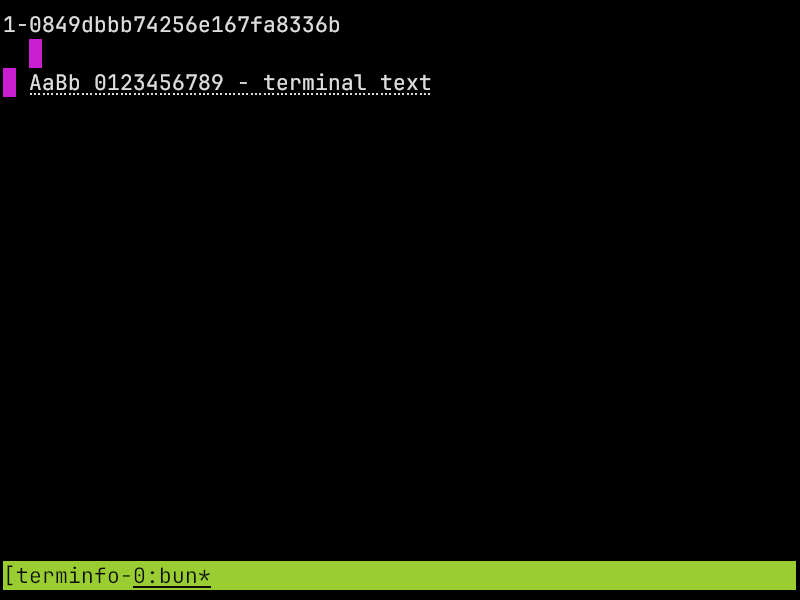 1-0849dbbb74256e167fa8336b
AaBb 0123456789 - terminal text
[terminfo-0:bun*